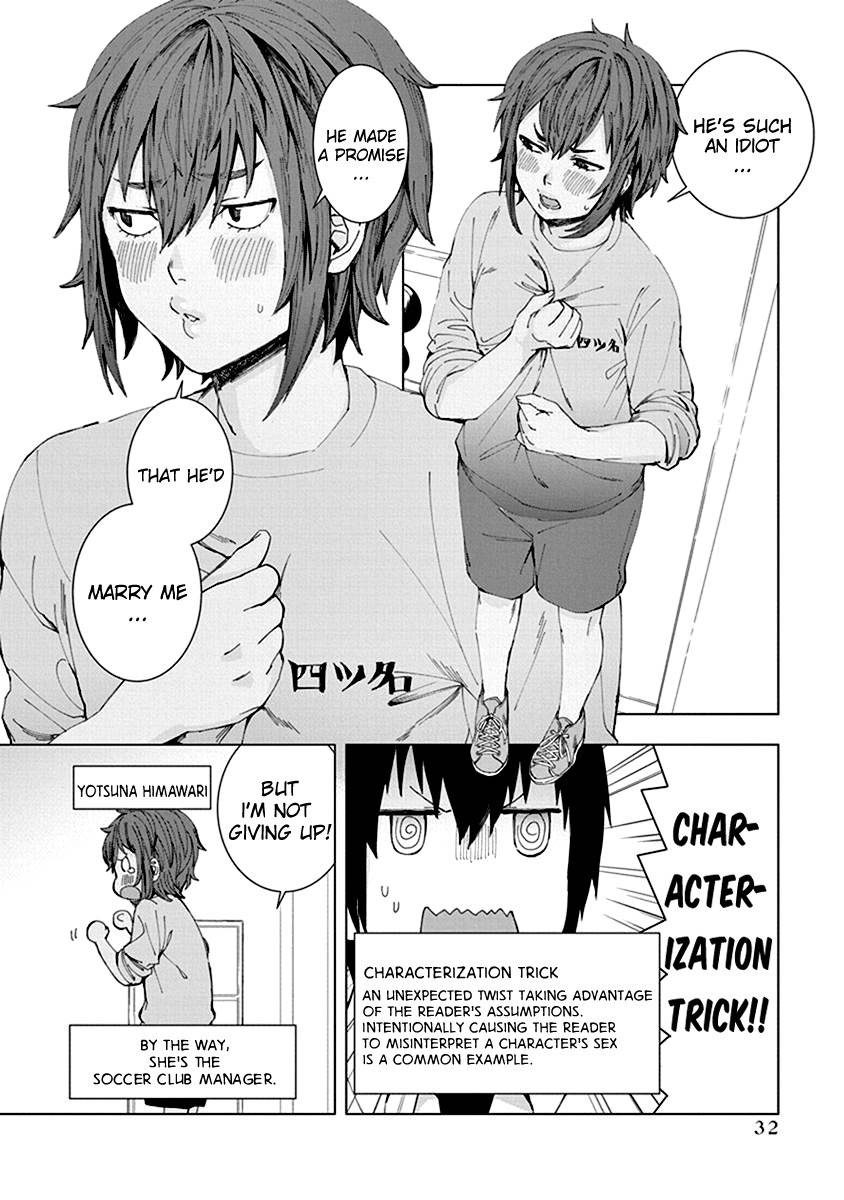 HE'S SUCH
AN IDIOT
...
四ツ名
HE MADE
A PROMISE
...
THAT HE'D
MARRY ME
...
四ツ名
CHAR-
ACTER-
IZATION
TRICK!!
CHARACTERIZATION TRICK
AN UNEXPECTED TWIST TAKING ADVANTAGE
OF THE READER'S ASSUMPTIONS.
INTENTIONALLY CAUSING THE READER
TO MISINTERPRET A CHARACTER'S SEX
IS A COMMON EXAMPLE.
BUT
I'M NOT
GIVING UP!
YOTSUNA HIMAWARI
BY THE WAY,
SHE'S THE
SOCCER CLUB MANAGER.
32